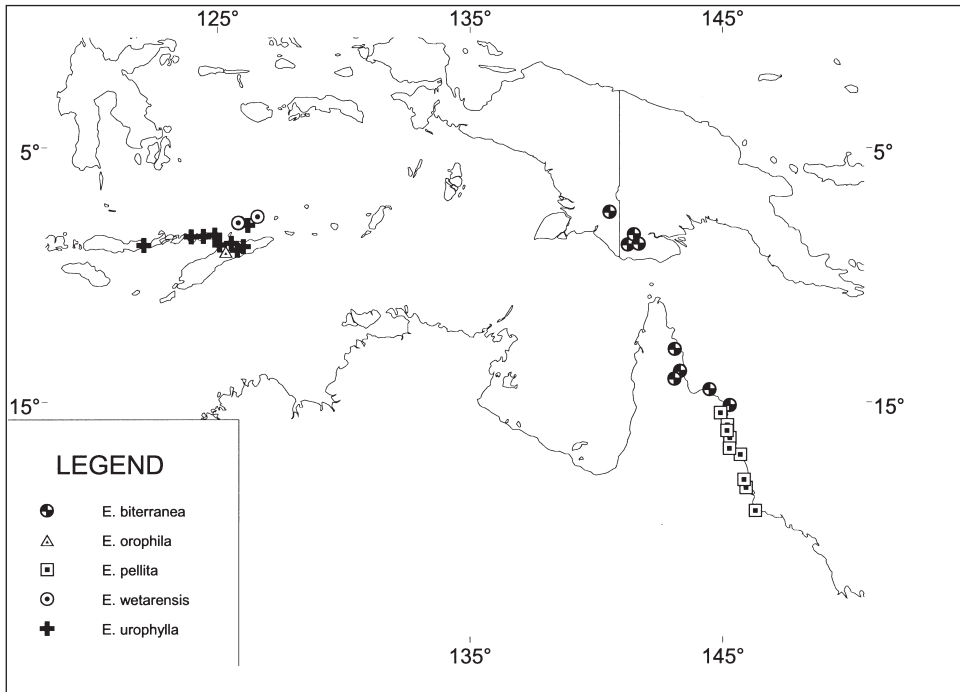 125° 135° 145°
5° 5°
15° 15°
LEGEND
E. biterranea
E. orophila
E. pellita
E. wetarensis
E. urophylla
135° 145°